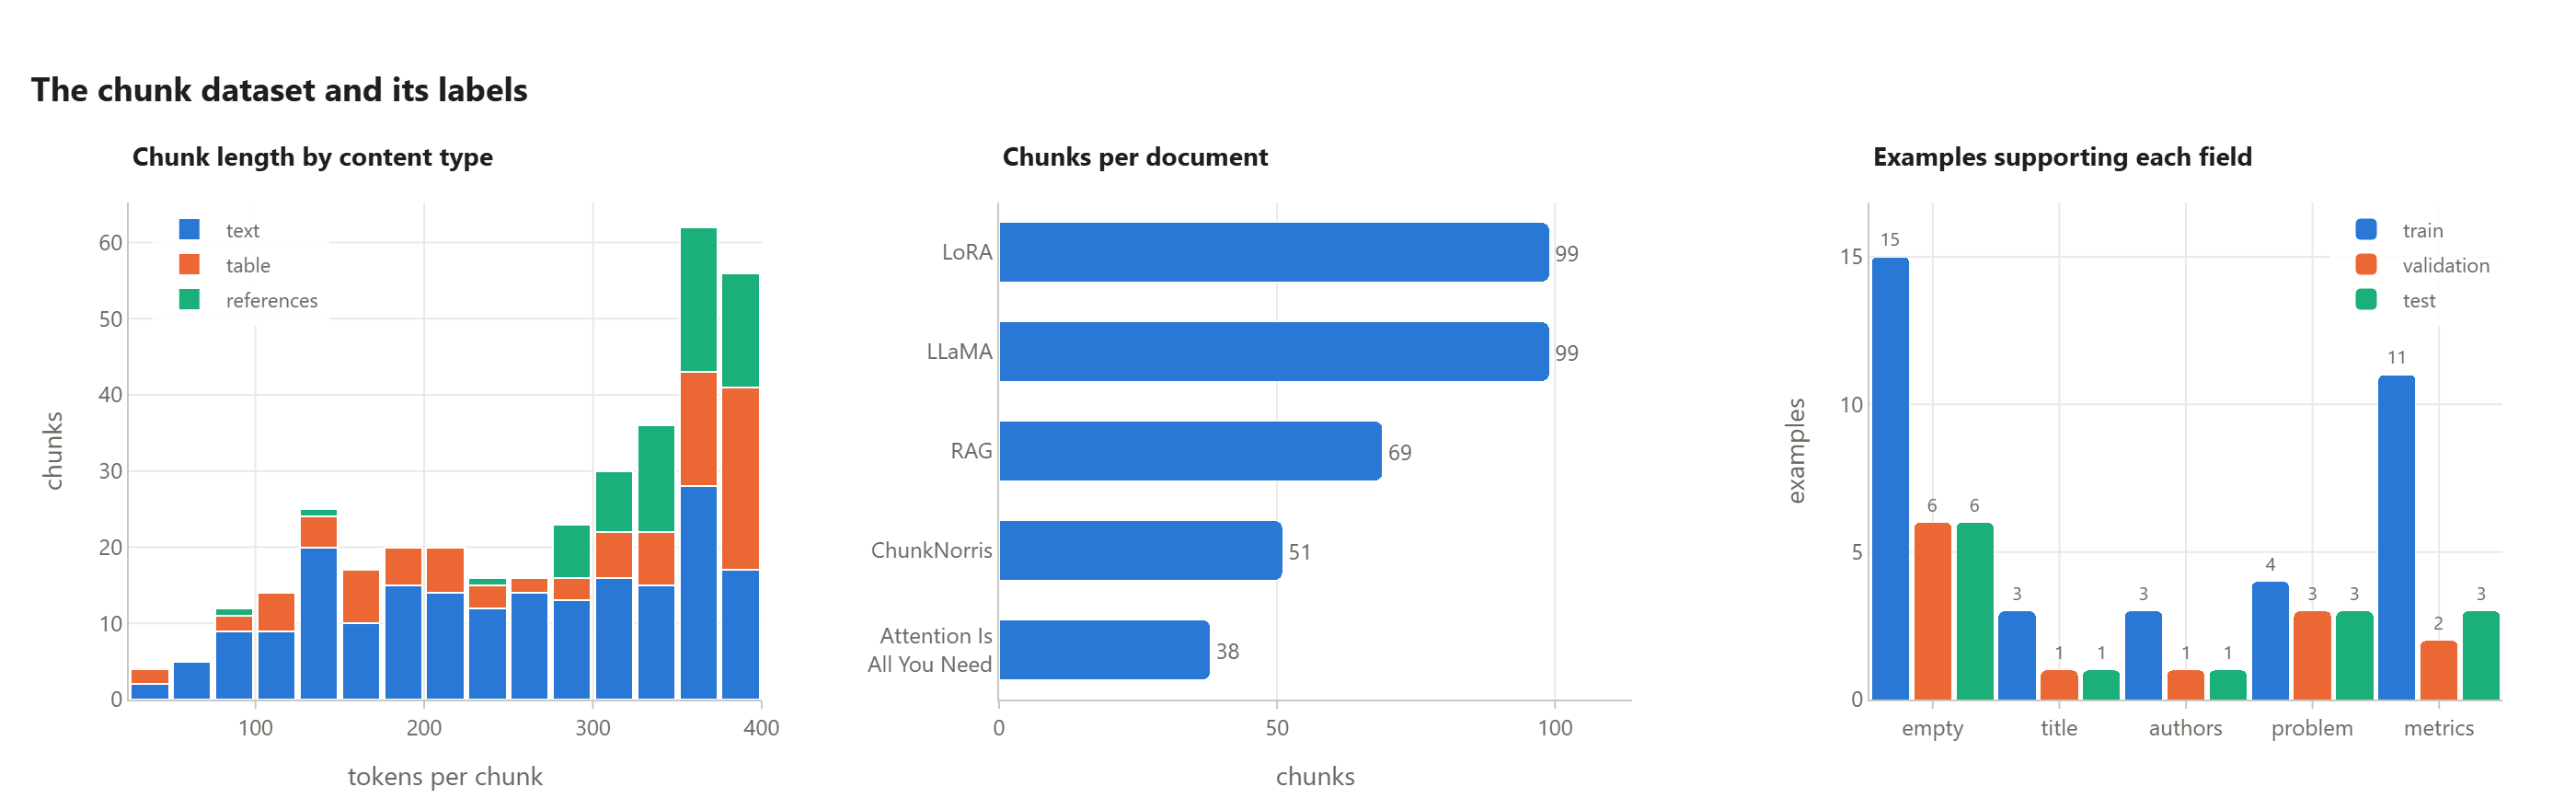 The chunk dataset and its labels
Chunk length by content type
text
table
references
60
50
40
30
20
10
0
chunks
100
200
300
400
tokens per chunk
Chunks per document
LoRA
99
LLaMA
99
RAG
69
ChunkNorris
51
Attention Is
All You Need
38
0
50
100
chunks
Examples supporting each field
train
validation
test
15
10
5
0
examples
15
6
6
3
1
1
3
1
1
4
3
3
11
2
3
empty
title
authors
problem
metrics